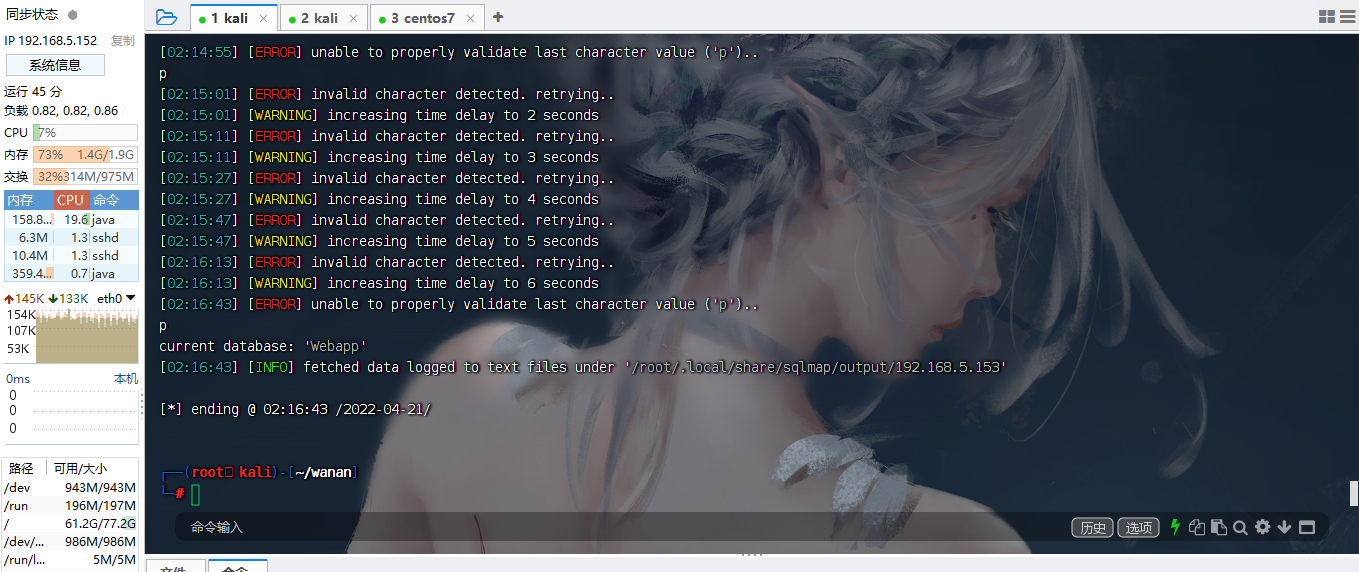 同步状态
IP 192.168.5.152 复制
系统信息
运行 45 分
负载 0.82, 0.82, 0.86
CPU 7%
内存 73% 1.4G/1.9G
交换 32% 314M/975M
内存 CPU 命令
158.8... 19.6 java
6.3M 1.3 sshd
10.4M 1.3 sshd
359.4... 0.7 java
145K 133K eth0
154K
107K
53K
0ms 本机
0
0
0
路径 可用/大小
/dev 943M/943M
/run 196M/197M
/ 61.2G/77.2G
/dev/... 986M/986M
/run/l... 5M/5M
1 kali × 2 kali × 3 centos7 × +
[02:14:55] [ERROR] unable to properly validate last character value ('p')..
p
[02:15:01] [ERROR] invalid character detected. retrying..
[02:15:01] [WARNING] increasing time delay to 2 seconds
[02:15:11] [ERROR] invalid character detected. retrying..
[02:15:11] [WARNING] increasing time delay to 3 seconds
[02:15:27] [ERROR] invalid character detected. retrying..
[02:15:27] [WARNING] increasing time delay to 4 seconds
[02:15:47] [ERROR] invalid character detected. retrying..
[02:15:47] [WARNING] increasing time delay to 5 seconds
[02:16:13] [ERROR] invalid character detected. retrying..
[02:16:13] [WARNING] increasing time delay to 6 seconds
[02:16:43] [ERROR] unable to properly validate last character value ('p')..
p
current database: 'Webapp'
[02:16:43] [INFO] fetched data logged to text files under '/root/.local/share/sqlmap/output/192.168.5.153'
[*] ending @ 02:16:43 /2022-04-21/
┌──(root kali)-[~/wanan]
└─#
命令输入 历史 选项
文件 命令